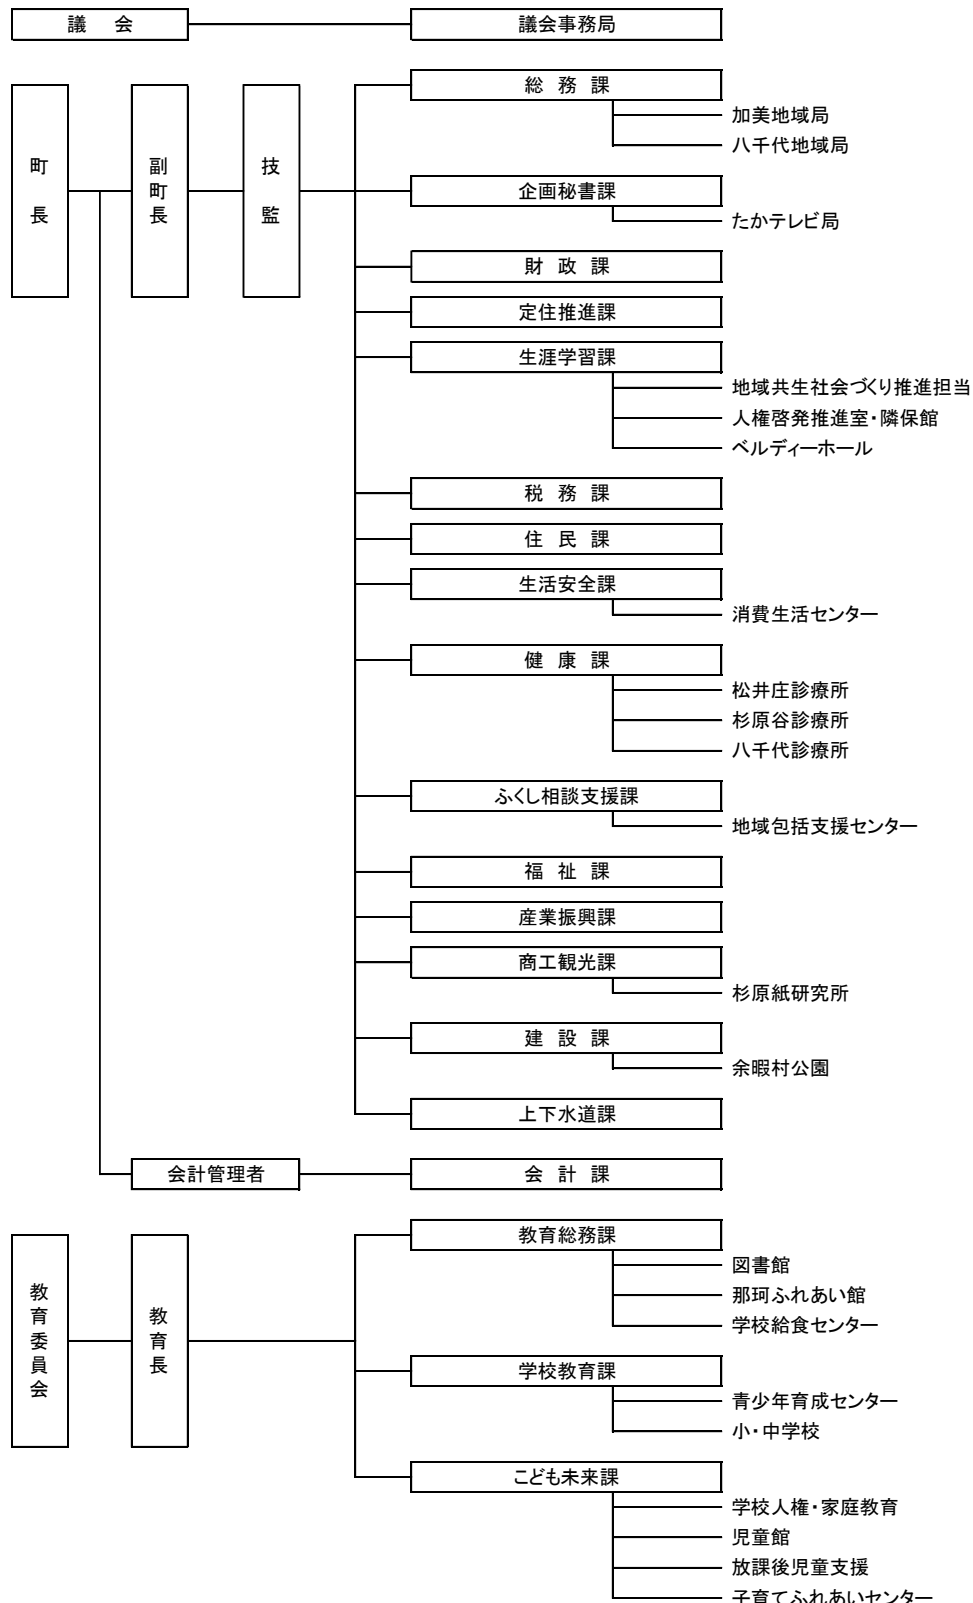 議会
議会事務局
町長
副町長
技監
総務課
加美地域局
八千代地域局
企画秘書課
たかテレビ局
財政課
定住推進課
生涯学習課
地域共生社会づくり推進担当
人権啓発推進室・隣保館
ベルディーホール
税務課
住民課
生活安全課
消費生活センター
健康課
松井庄診療所
杉原谷診療所
八千代診療所
ふくし相談支援課
地域包括支援センター
福祉課
産業振興課
商工観光課
杉原紙研究所
建設課
余暇村公園
上下水道課
会計管理者
会計課
教育委員会
教育長
教育総務課
図書館
那珂ふれあい館
学校給食センター
学校教育課
青少年育成センター
小・中学校
こども未来課
学校人権・家庭教育
児童館
放課後児童支援
子育てふれあいセンター